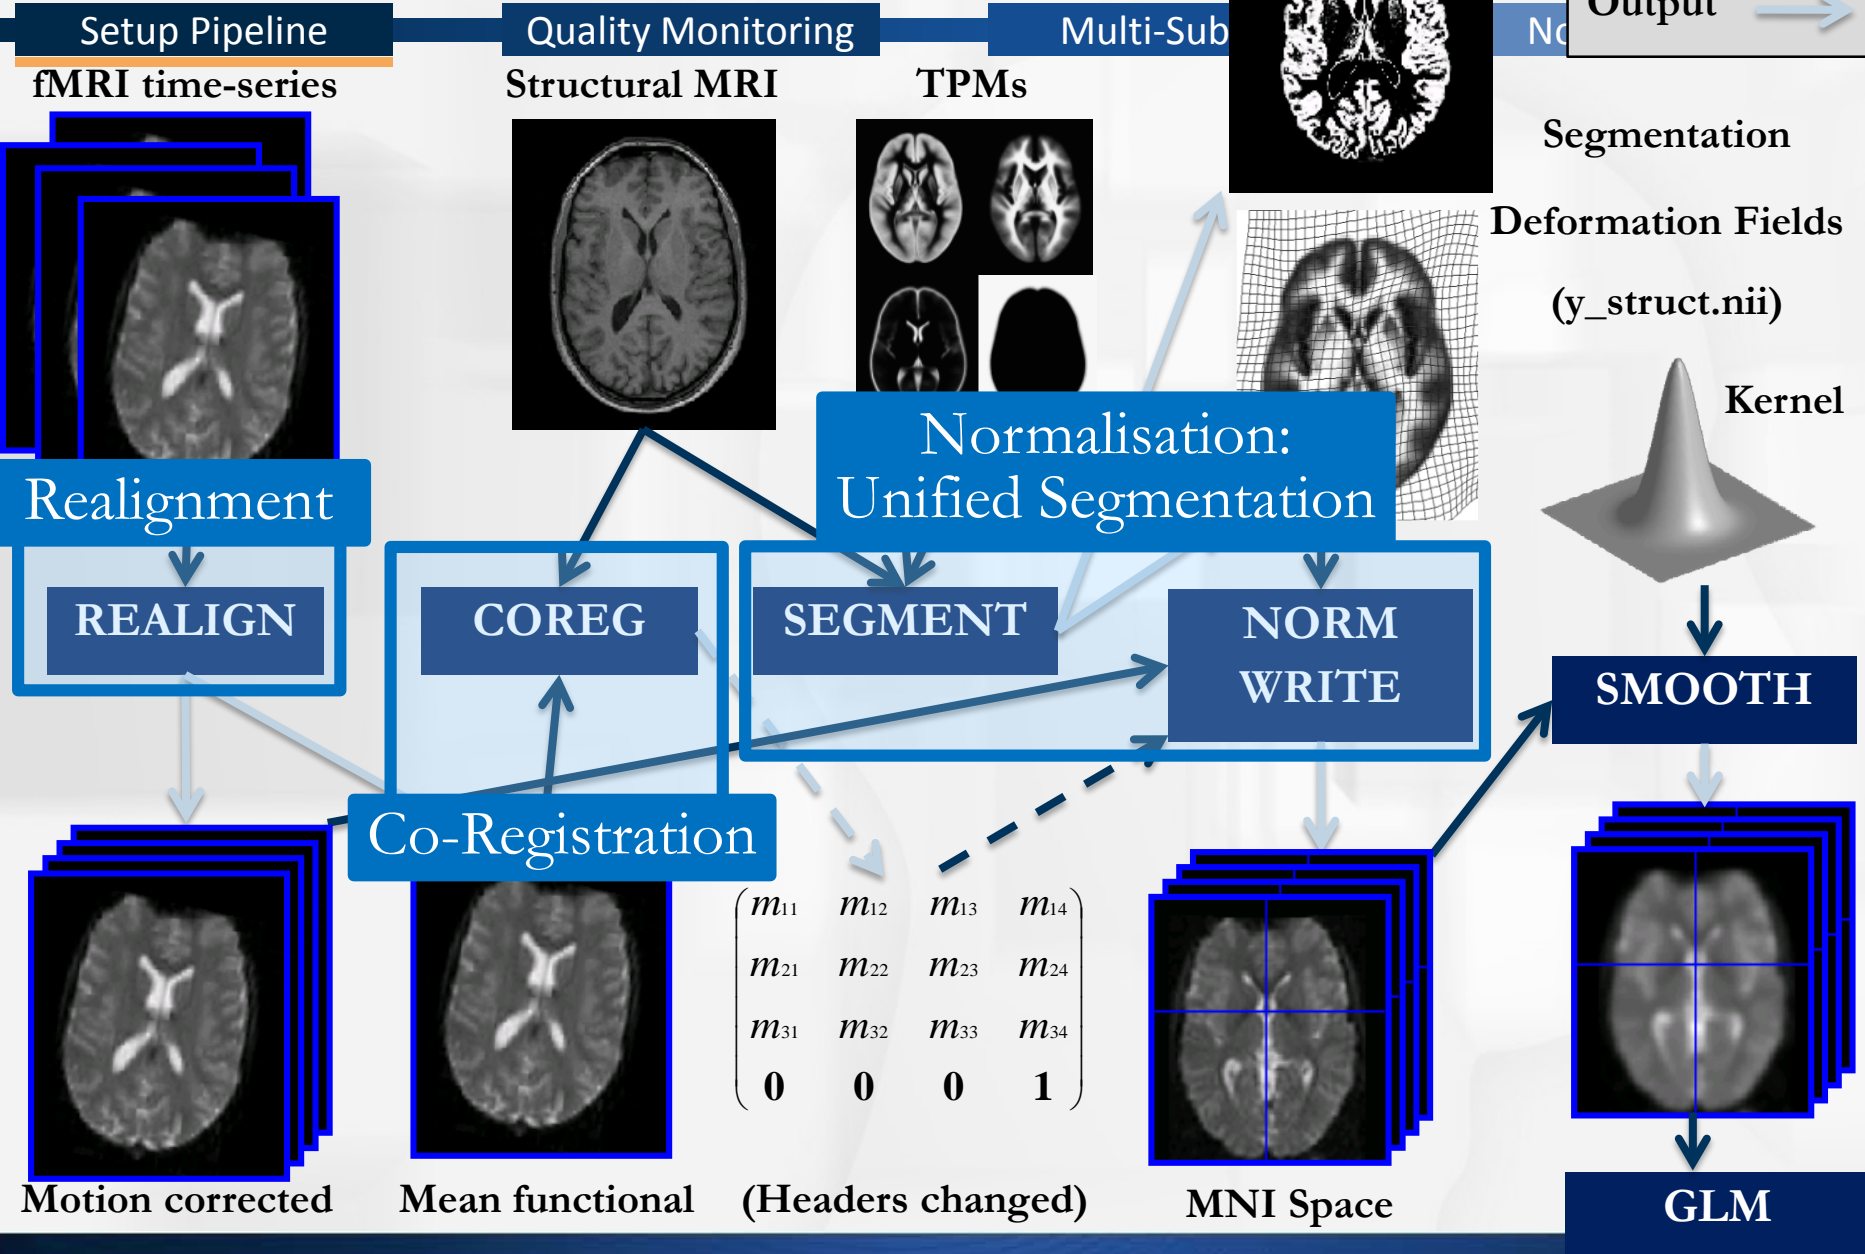 Setup Pipeline
Quality Monitoring
Multi-Sub
No
Output
fMRI time-series
Structural MRI
TPMs
Segmentation
Deformation Fields
(y_struct.nii)
Kernel
Normalisation:
Unified Segmentation
Realignment
REALIGN
COREG
SEGMENT
NORM
WRITE
SMOOTH
Co-Registration
m11 m12 m13 m14
m21 m22 m23 m24
m31 m32 m33 m34
0 0 0 1
Motion corrected
Mean functional
(Headers changed)
MNI Space
GLM